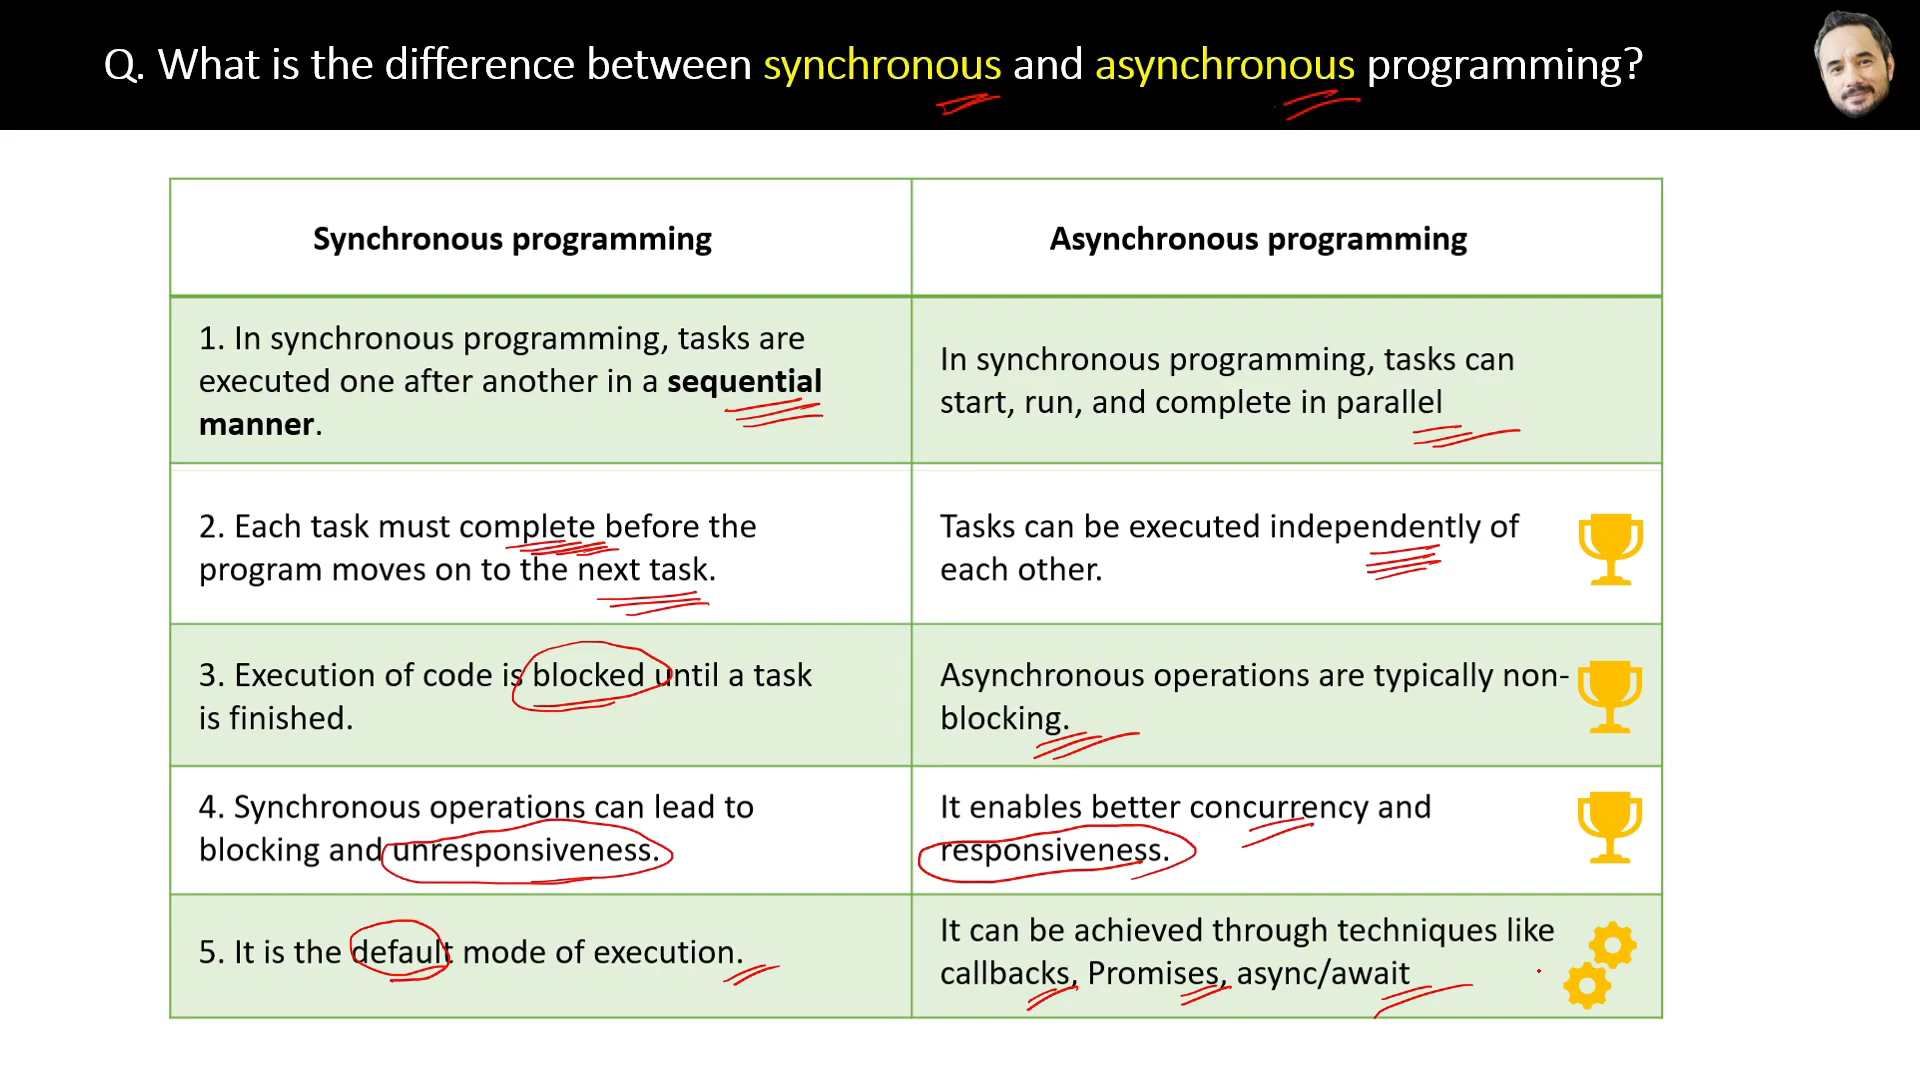 Q. What is the difference between synchronous and asynchronous programming?
Synchronous programming
Asynchronous programming
1. In synchronous programming, tasks are
executed one after another in a sequential
manner.
In synchronous programming, tasks can
start, run, and complete in parallel
2. Each task must complete before the
program moves on to the next task.
Tasks can be executed independently of
each other.
3. Execution of code is blocked until a task
is finished.
Asynchronous operations are typically non-
blocking.
4. Synchronous operations can lead to
blocking and unresponsiveness.
It enables better concurrency and
responsiveness.
5. It is the default mode of execution.
It can be achieved through techniques like
callbacks, Promises, async/await